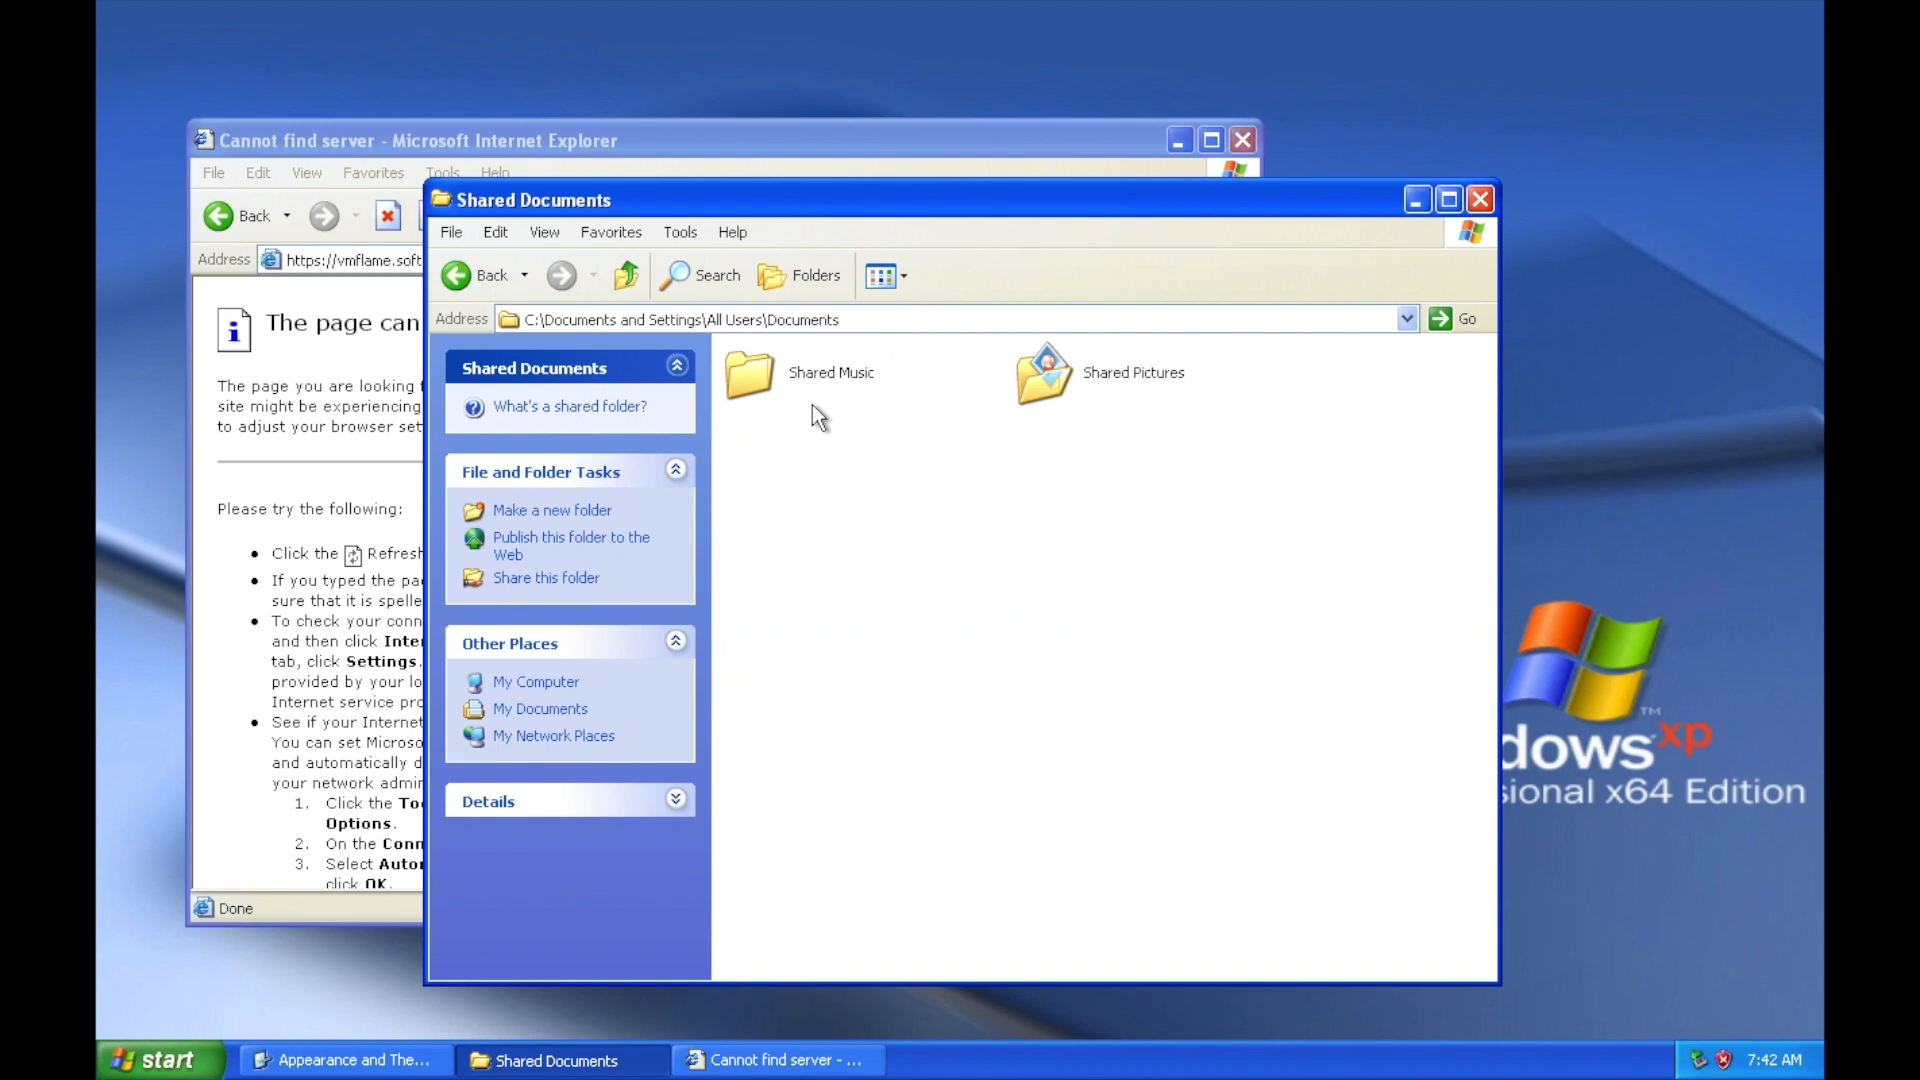 Cannot find server - Microsoft Internet Explorer
File Edit View Favorites Tools Help
Back
Address https://vmflame.soft
The page can
The page you are looking
site might be experiencing
to adjust your browser set
Please try the following:
Click the Refresh
If you typed the pa
sure that it is spelle
To check your conn
and then click Inter
tab, click Settings.
provided by your lo
Internet service pro
See if your Internet
You can set Microso
and automatically d
your network admin
1. Click the Too
Options.
2. On the Conn
3. Select Autor
click OK.
Done
Shared Documents
File Edit View Favorites Tools Help
Back Search Folders
Address C:\Documents and Settings\All Users\Documents Go
Shared Documents
What's a shared folder?
File and Folder Tasks
Make a new folder
Publish this folder to the
Web
Share this folder
Other Places
My Computer
My Documents
My Network Places
Details
Shared Music
Shared Pictures
dows xp TM
sional x64 Edition
start
Appearance and The...
Shared Documents
Cannot find server - ...
7:42 AM